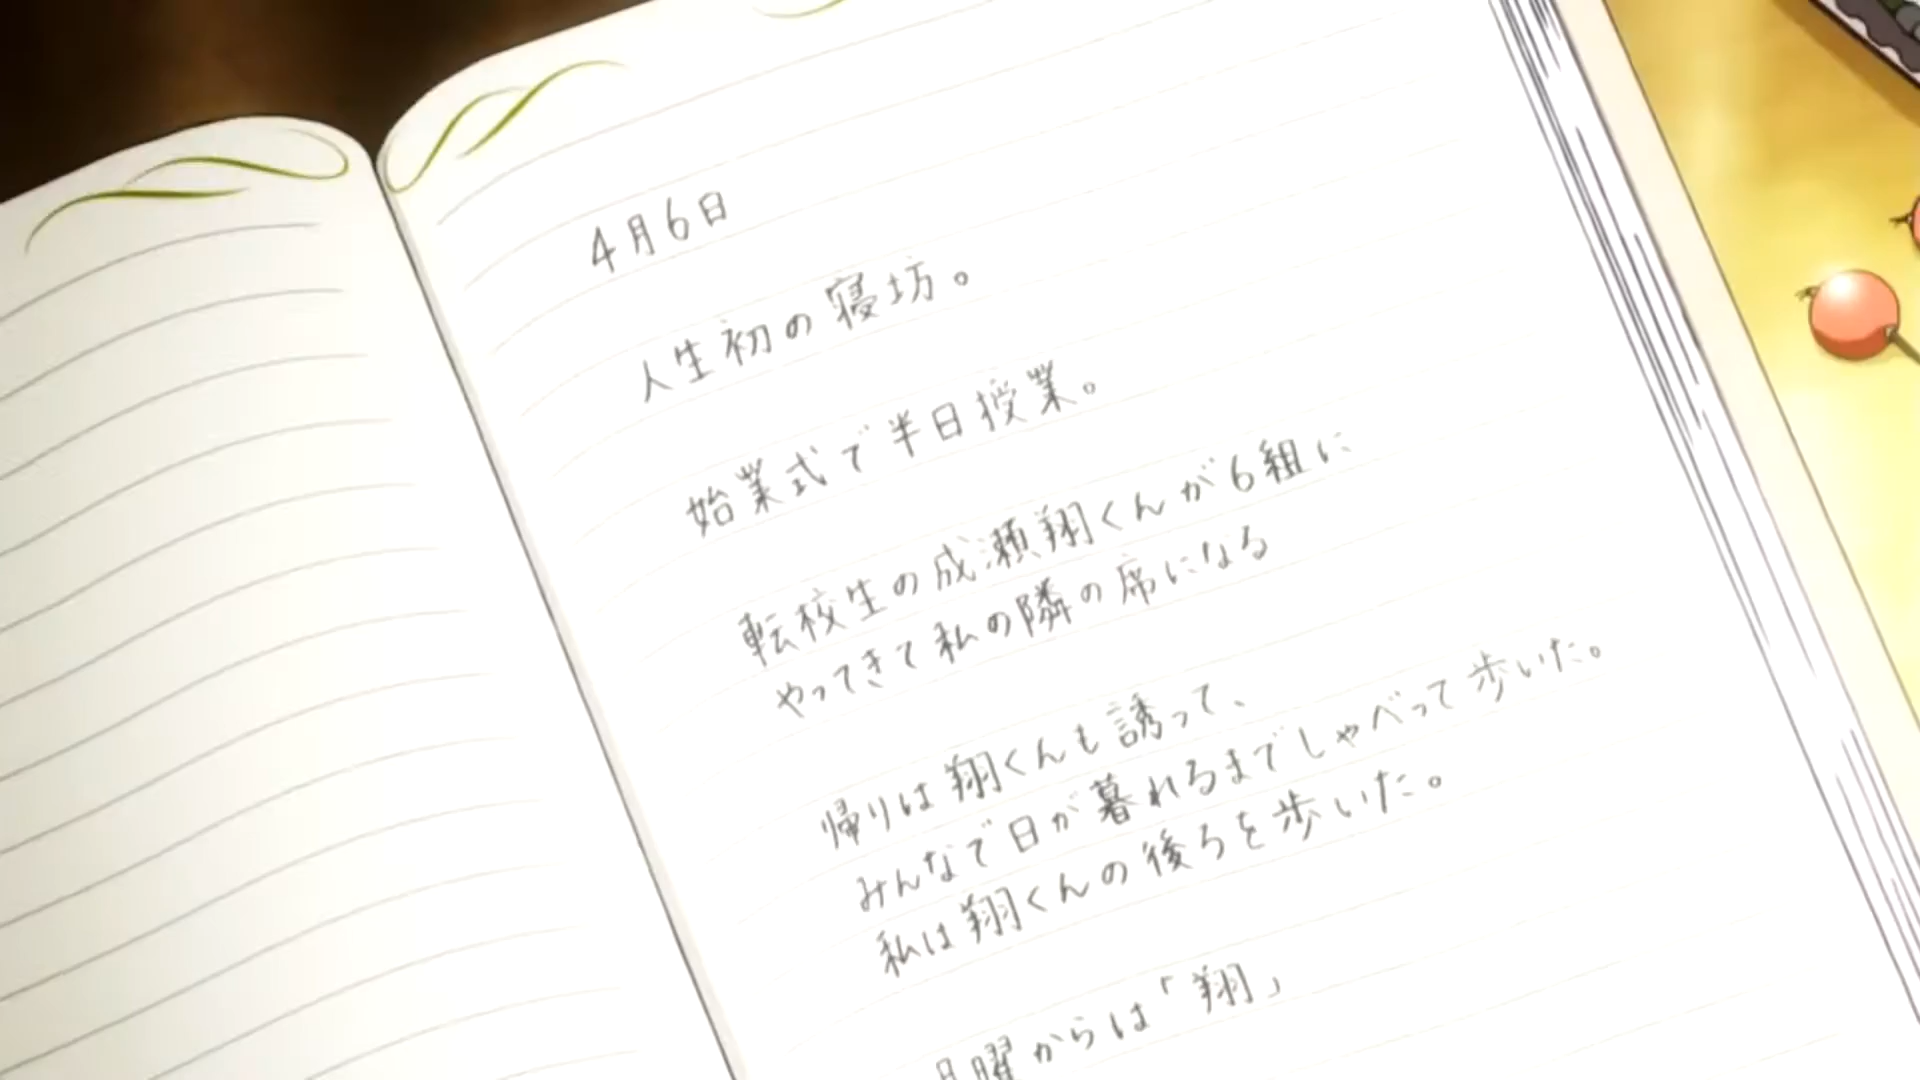 4月6日
人生初の寝坊。
始業式で半日授業。
転校生の成瀬翔くんが6組に
やってきて私の隣の席になる
帰りは翔くんも誘って、
みんなで日が暮れるまでしゃべって歩いた。
私は翔くんの後ろを歩いた。
月曜からは「翔」